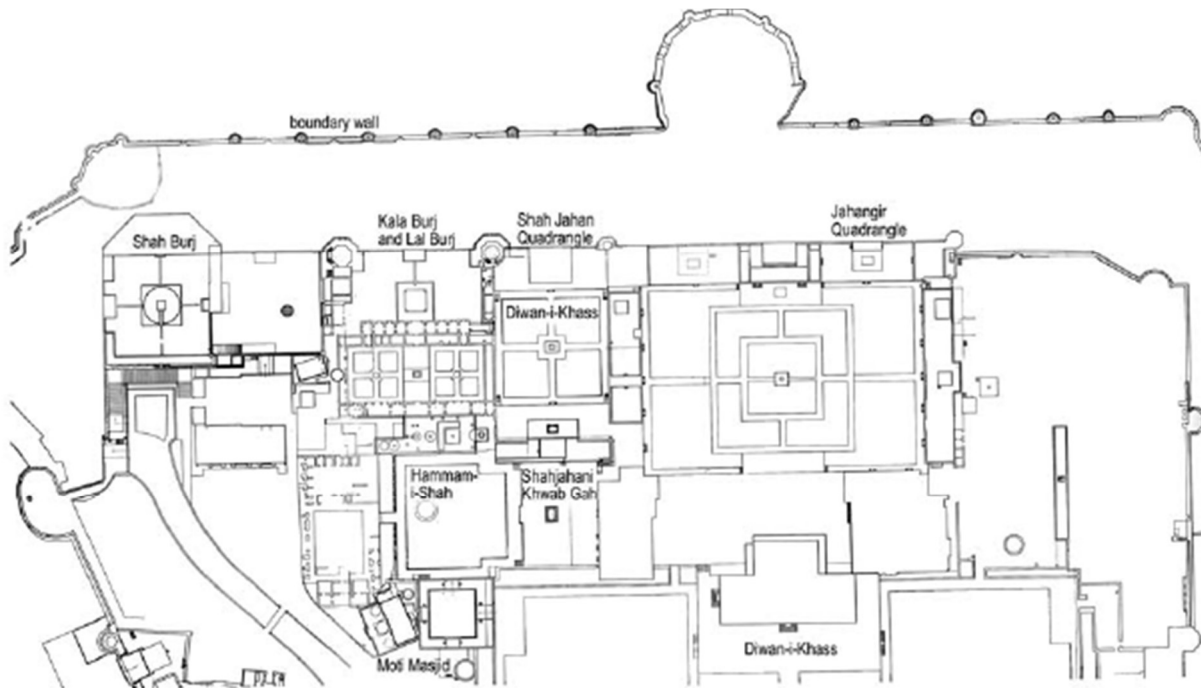 boundary wall
Shah Burj
Kala Burj
and Lal Burj
Shah Jahan
Quadrangle
Jahangir
Quadrangle
Diwan-i-Khass
Hammam-
i-Shah
Shahjahani
Khwab Gah
Moti Masjid
Diwan-i-Khass